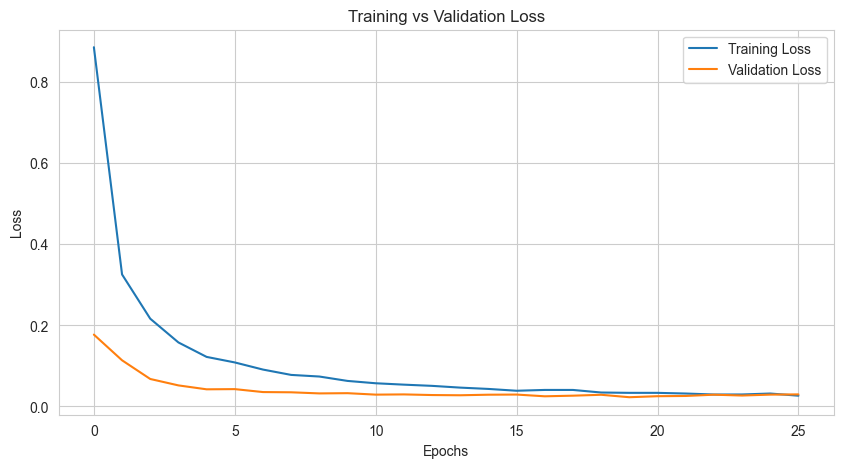 Training vs Validation Loss
Training Loss
Validation Loss
0.8
0.6
0.4
0.2
0.0
Loss
0 5 10 15 20 25
Epochs